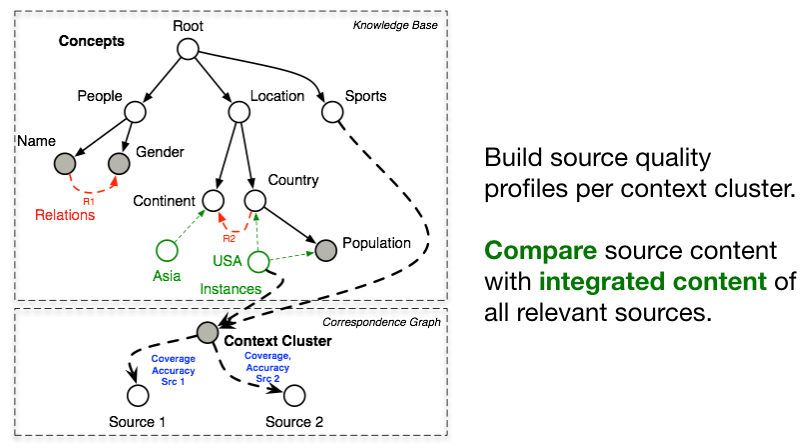 Root
Knowledge Base
Concepts
People
Location
Sports
Name
Gender
R1
Relations
Continent
Country
R2
Population
Asia
USA
Instances
Correspondence Graph
Context Cluster
Coverage
Accuracy
Src 1
Coverage,
Accuracy
Src 2
Source 1
Source 2
Build source quality
profiles per context cluster.
Compare source content
with integrated content of
all relevant sources.